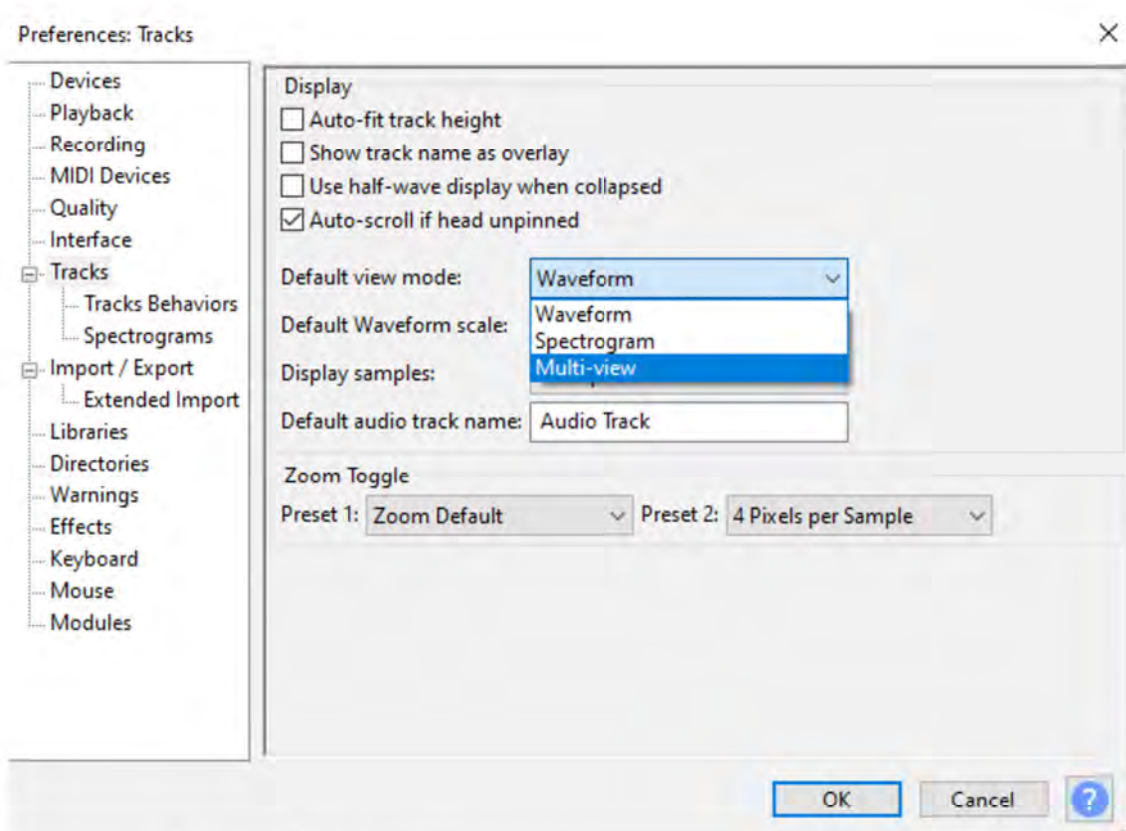 Preferences: Tracks
Devices
Playback
Recording
MIDI Devices
Quality
Interface
Tracks
Tracks Behaviors
Spectrograms
Import / Export
Extended Import
Libraries
Directories
Warnings
Effects
Keyboard
Mouse
Modules
Display
Auto-fit track height
Show track name as overlay
Use half-wave display when collapsed
Auto-scroll if head unpinned
Default view mode: Waveform
Waveform
Default Waveform scale:
Spectrogram
Multi-view
Display samples:
Default audio track name: Audio Track
Zoom Toggle
Preset 1: Zoom Default Preset 2: 4 Pixels per Sample
OK Cancel ?